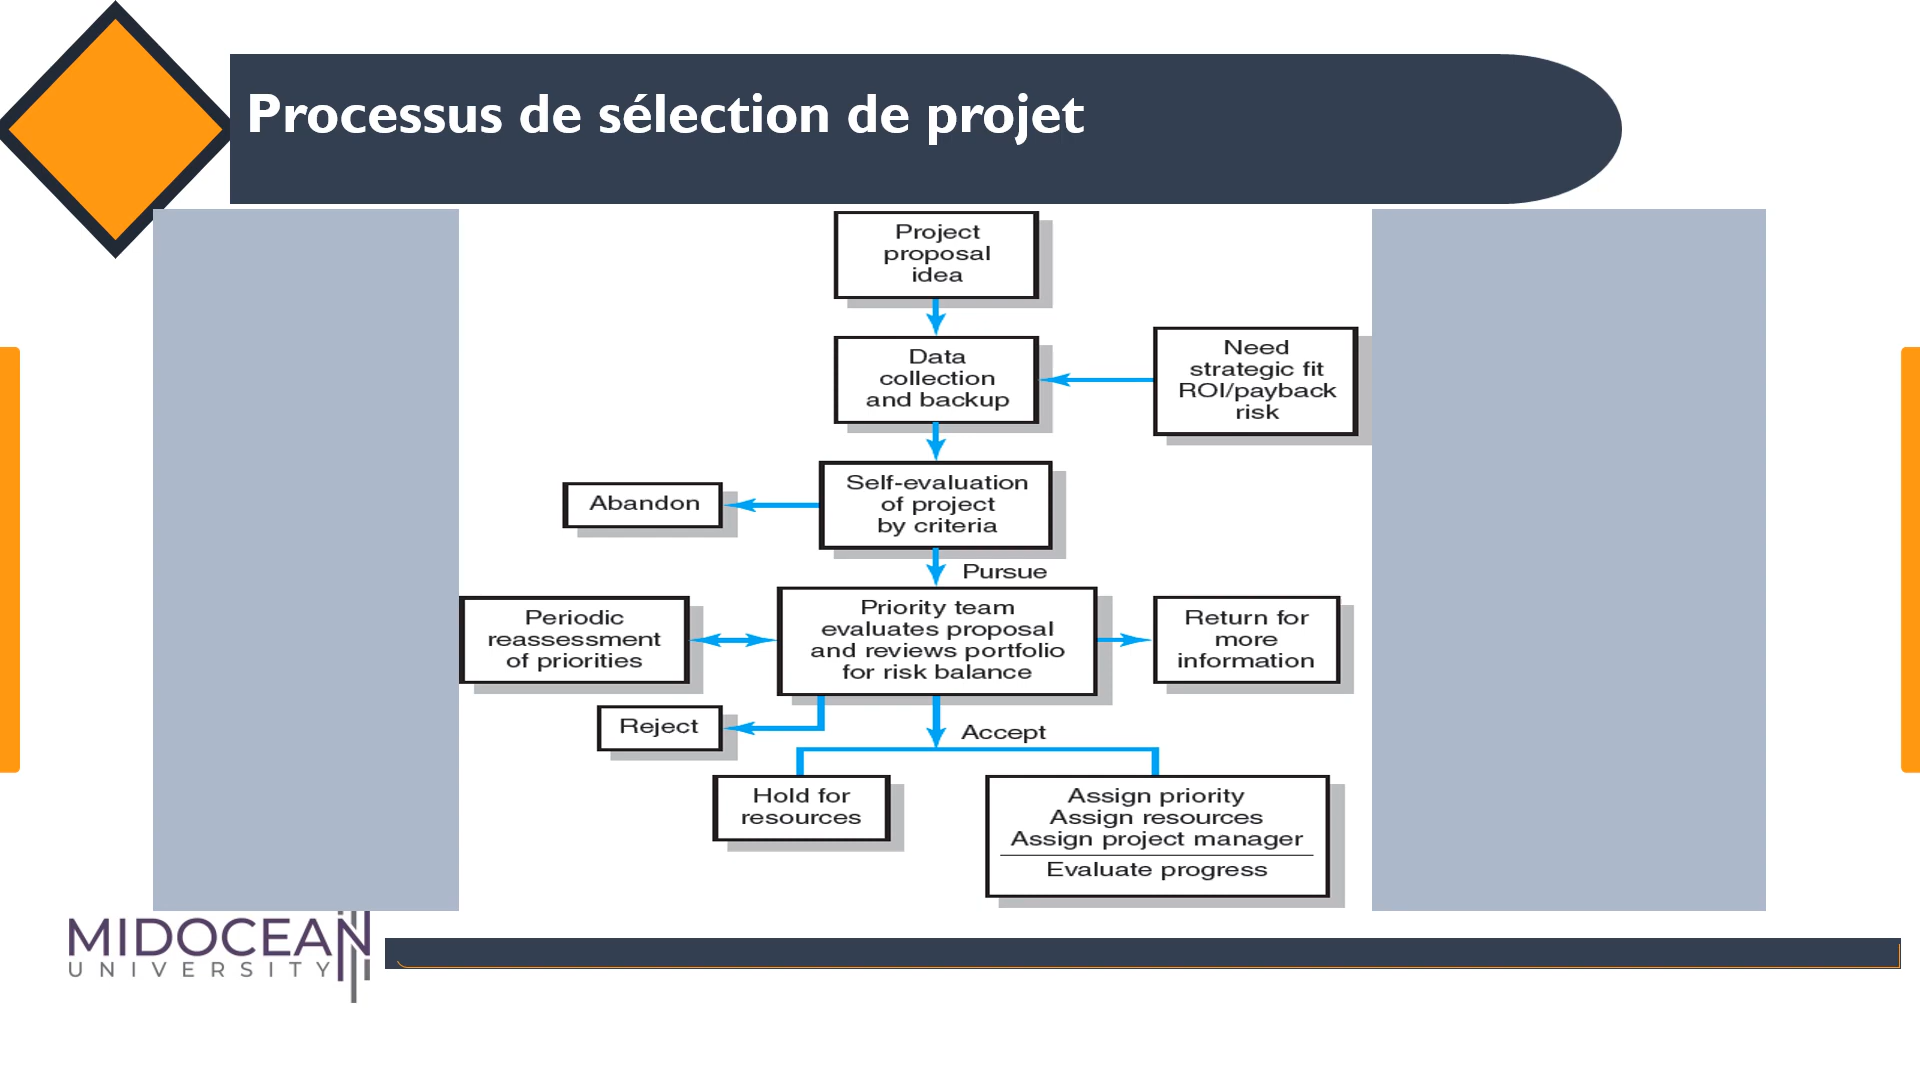 Processus de sélection de projet
Project
proposal
idea
Data
collection
and backup
Need
strategic fit
ROI/payback
risk
Self-evaluation
of project
by criteria
Abandon
Pursue
Periodic
reassessment
of priorities
Priority team
evaluates proposal
and reviews portfolio
for risk balance
Return for
more
information
Reject
Accept
Hold for
resources
Assign priority
Assign resources
Assign project manager
Evaluate progress
MIDOCEAN
UNIVERSITY